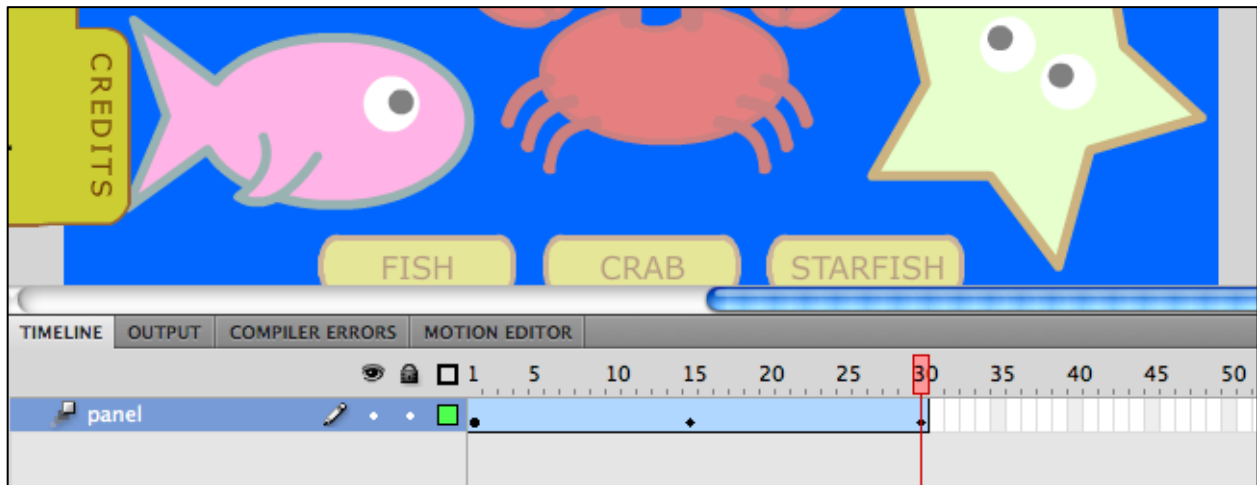 CREDITS
FISH CRAB STARFISH
TIMELINE OUTPUT COMPILER ERRORS MOTION EDITOR
1 5 10 15 20 25 30 35 40 45 50
panel